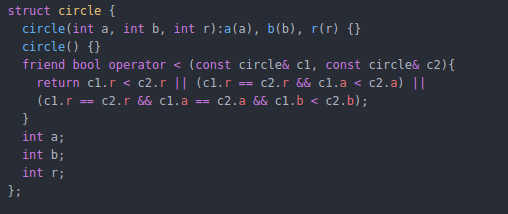 struct circle {
  circle(int a, int b, int r):a(a), b(b), r(r) {}
  circle() {}
  friend bool operator < (const circle& c1, const circle& c2){
    return c1.r < c2.r || (c1.r == c2.r && c1.a < c2.a) ||
    (c1.r == c2.r && c1.a == c2.a && c1.b < c2.b);
  }
  int a;
  int b;
  int r;
};